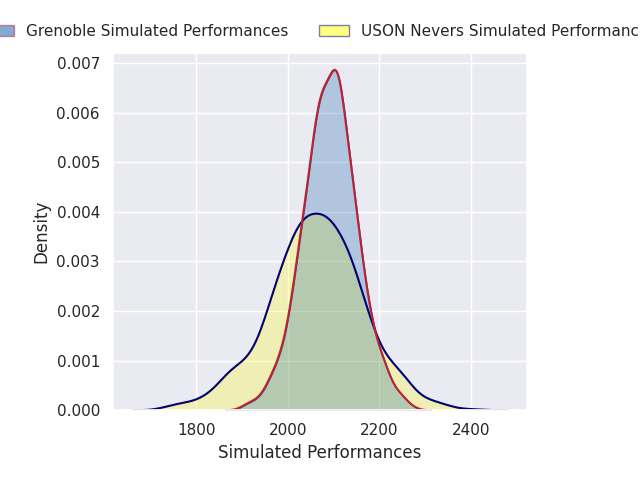 Grenoble Simulated Performances USON Nevers Simulated Performanc
0.007
0.006
0.005
0.004
0.003
0.002
0.001
0.000
Density
1800 2000 2200 2400
Simulated Performances